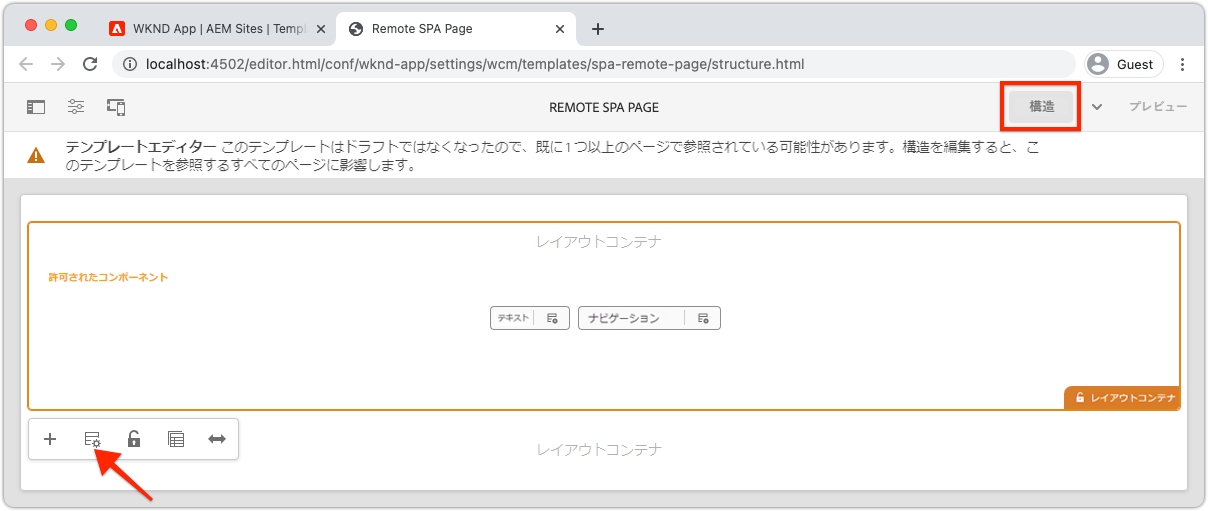 WKND App | AEM Sites | Templ
Remote SPA Page
localhost:4502/editor.html/conf/wknd-app/settings/wcm/templates/spa-remote-page/structure.html
Guest
REMOTE SPA PAGE
構造
プレビュー
テンプレートエディター このテンプレートはドラフトではなくなったので、既に1つ以上のページで参照されている可能性があります。構造を編集すると、こ
のテンプレートを参照するすべてのページに影響します。
レイアウトコンテナ
許可されたコンポーネント
テキスト
ナビゲーション
レイアウトコンテナ
レイアウトコンテナ